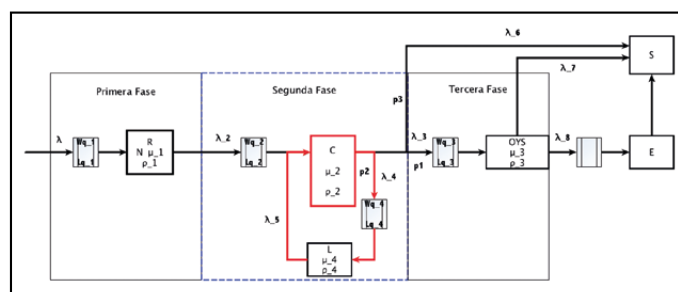 λ_6
S
λ_7
Primera Fase
Segunda Fase
Tercera Fase
p3
λ
Wq_1
Lq_1
R
N μ_1
ρ_1
λ_2
Wq_2
Lq_2
C
μ_2
ρ_2
p2
λ_4
λ_3
p1
Wq_3
Lq_3
OYS
μ_3
ρ_3
λ_8
E
λ_5
Wq_4
Lq_4
L
μ_4
ρ_4